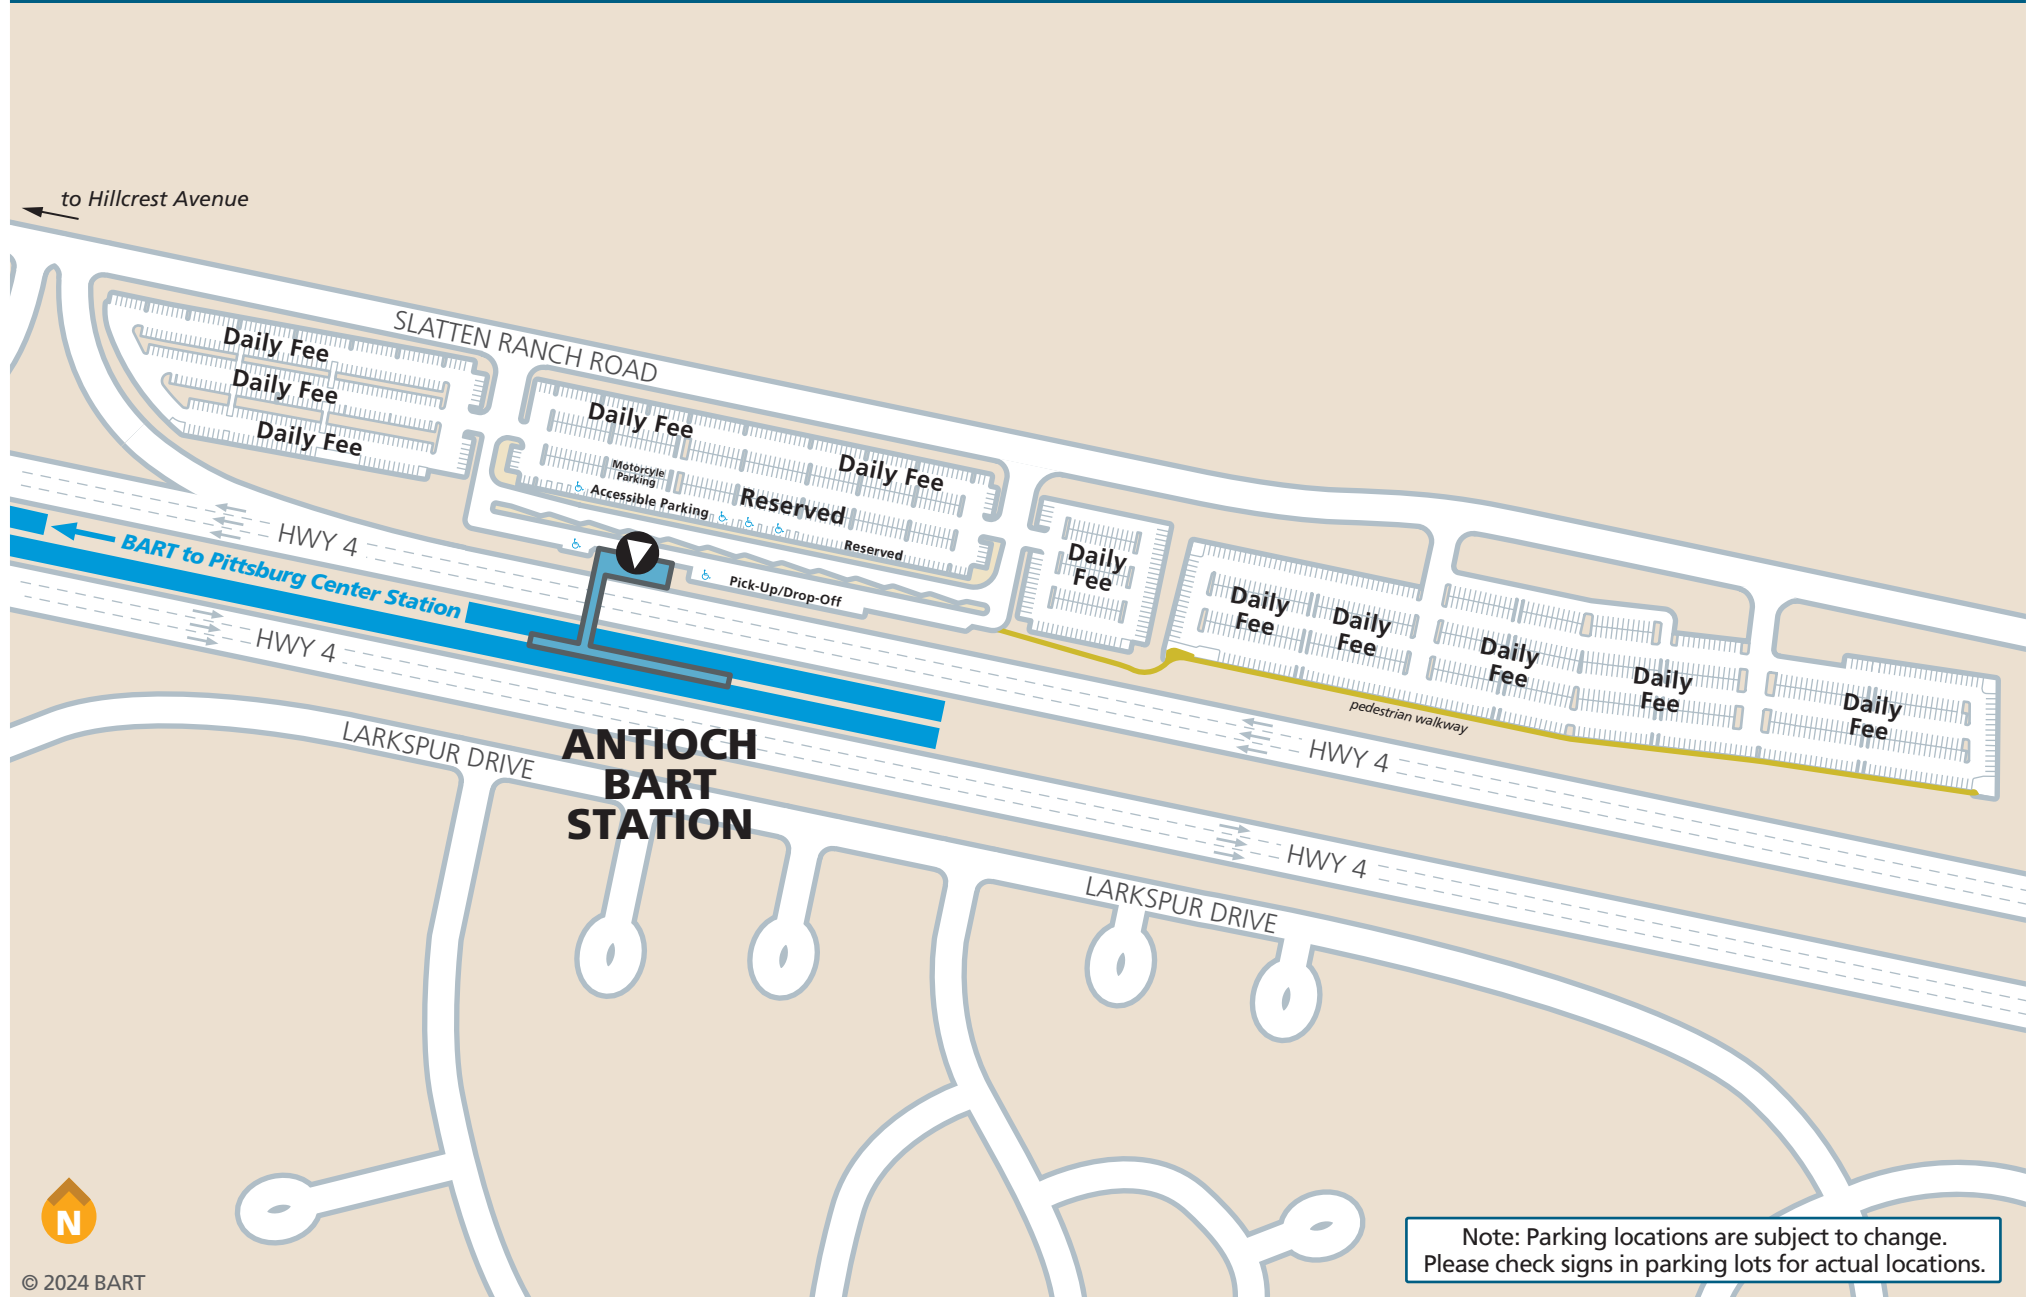 to Hillcrest Avenue
SLATTEN RANCH ROAD
Daily Fee
Daily Fee
Daily Fee
Daily Fee
Daily Fee
Motorcyle
Parking
Accessible Parking
Reserved
Reserved
Pick-Up/Drop-Off
Daily
Fee
Daily
Fee
Daily
Fee
Daily
Fee
Daily
Fee
Daily
Fee
pedestrian walkway
HWY 4
BART to Pittsburg Center Station
HWY 4
HWY 4
HWY 4
LARKSPUR DRIVE
ANTIOCH
BART
STATION
LARKSPUR DRIVE
N
Note: Parking locations are subject to change.
Please check signs in parking lots for actual locations.
© 2024 BART